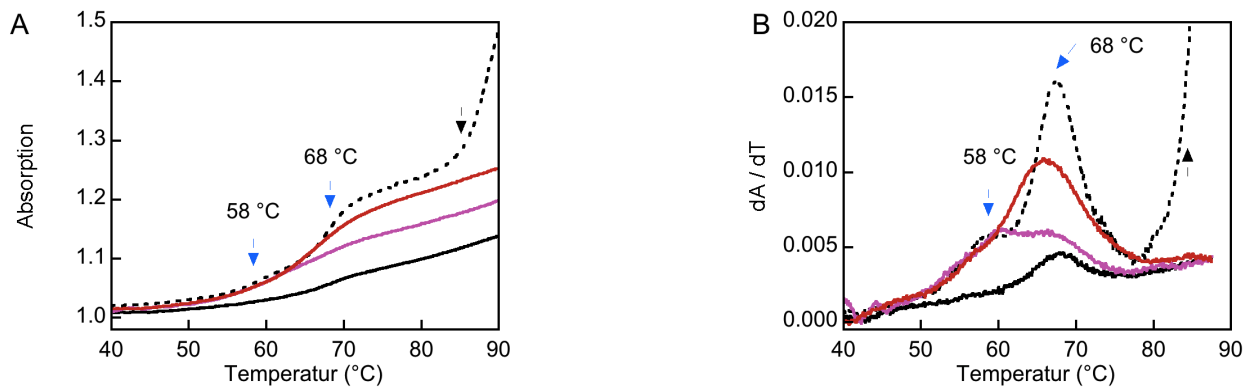 A
1.5
1.4
1.3
1.2
1.1
1.0
Absorption
68 °C
58 °C
40 50 60 70 80 90
Temperatur (°C)
B
0.020
0.015
0.010
0.005
0.000
dA / dT
68 °C
58 °C
40 50 60 70 80 90
Temperatur (°C)